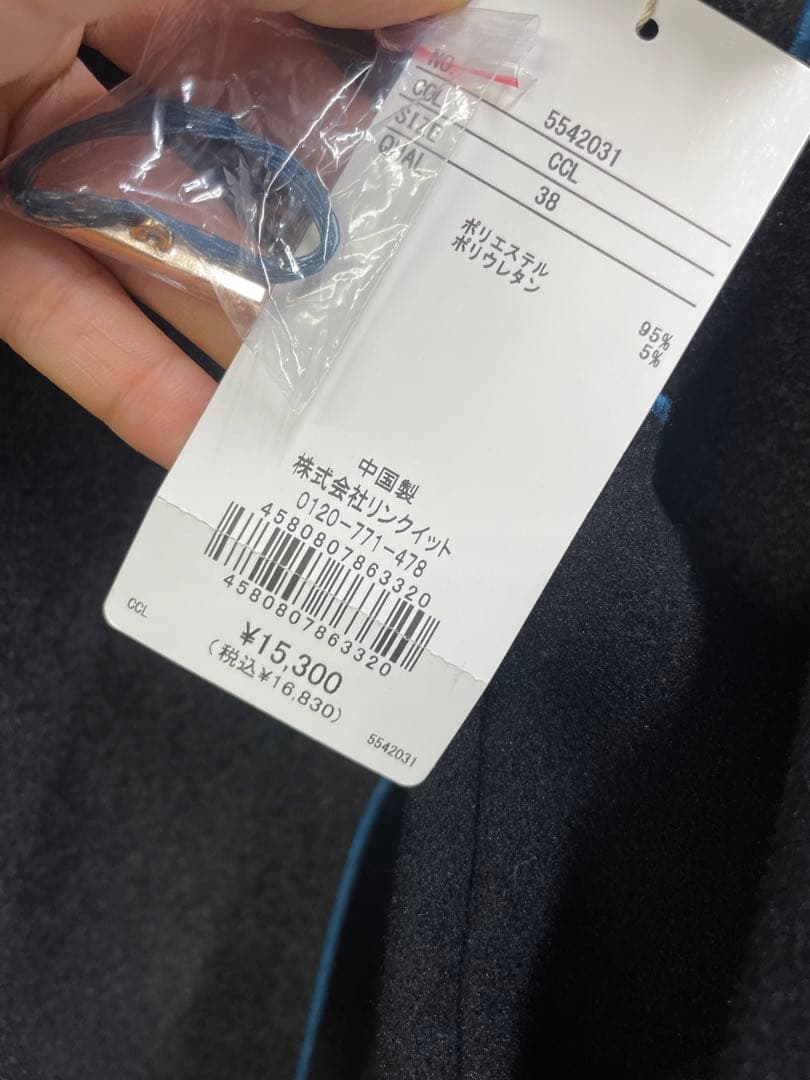 NO. 5542031
CCL CCL
SIZE 38
QUAL
ポリエステル 95%
ポリウレタン 5%
中国製
株式会社リンクイット
0120-771-478
4580807863320
4580807863320
CCL
¥15,300
(税込¥16,830)
5542031